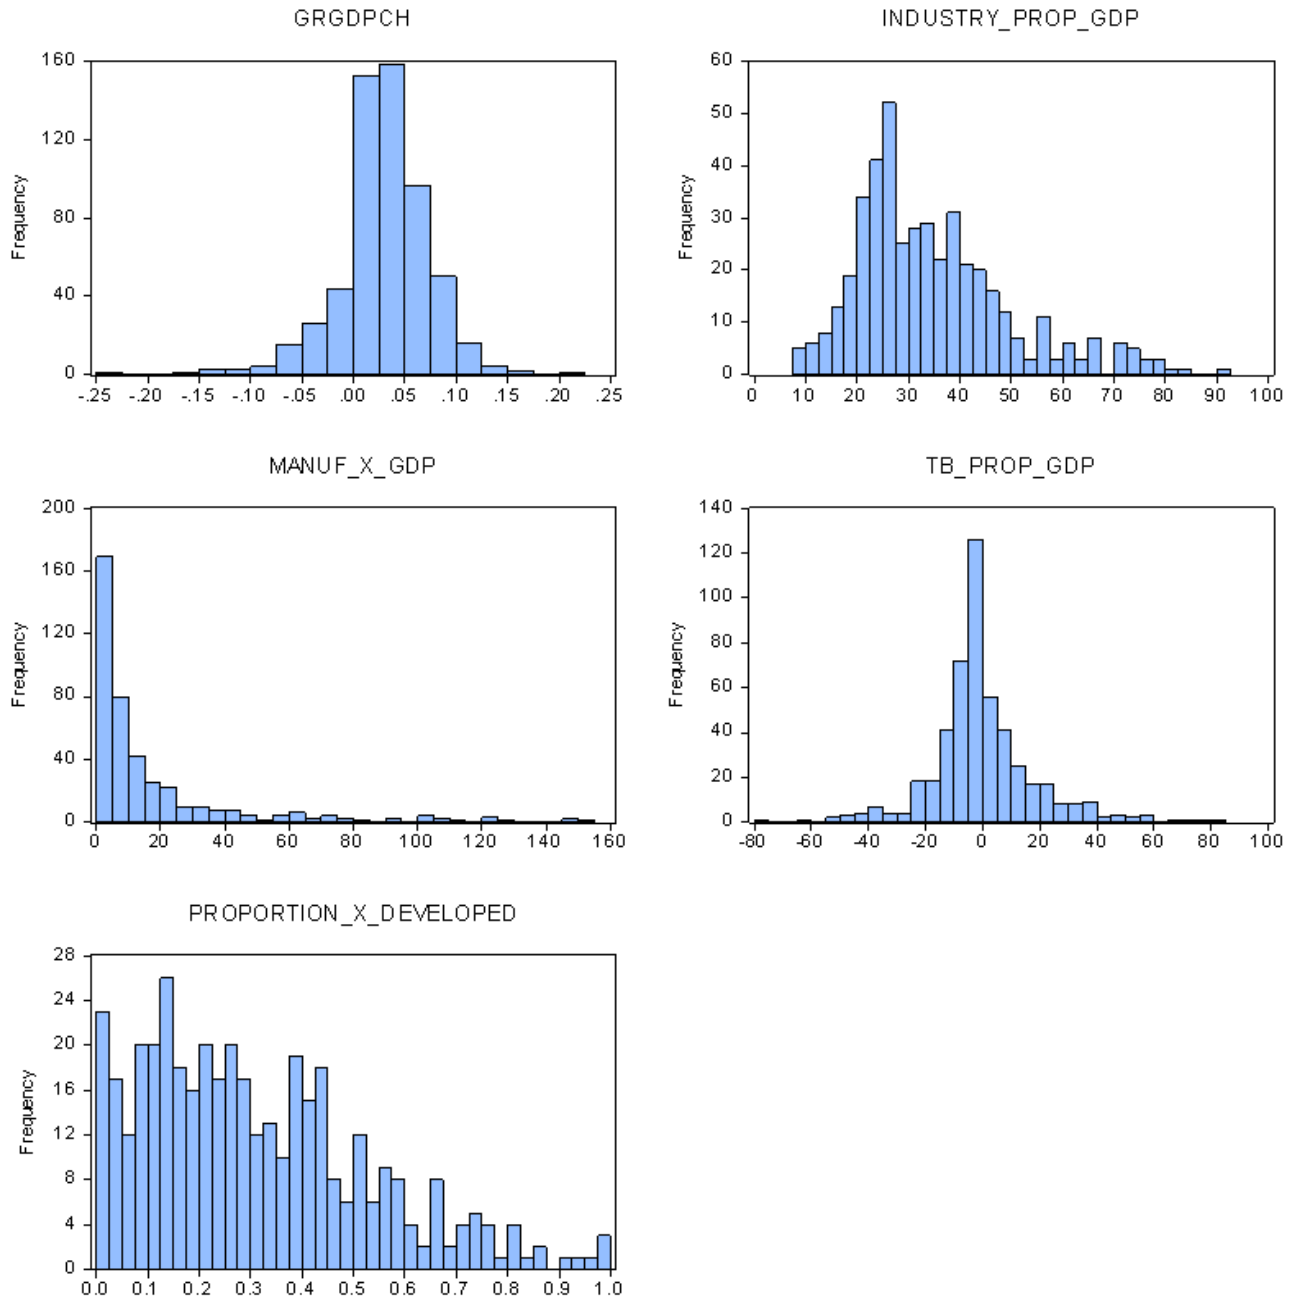 GRGDPCH
160
120
80
40
0
Frequency
-.25 -.20 -.15 -.10 -.05 .00 .05 .10 .15 .20 .25
INDUSTRY_PROP_GDP
60
50
40
30
20
10
0
Frequency
0 10 20 30 40 50 60 70 80 90 100
MANUF_X_GDP
200
160
120
80
40
0
Frequency
0 20 40 60 80 100 120 140 160
TB_PROP_GDP
140
120
100
80
60
40
20
0
Frequency
-80 -60 -40 -20 0 20 40 60 80 100
PROPORTION_X_DEVELOPED
28
24
20
16
12
8
4
0
Frequency
0.0 0.1 0.2 0.3 0.4 0.5 0.6 0.7 0.8 0.9 1.0